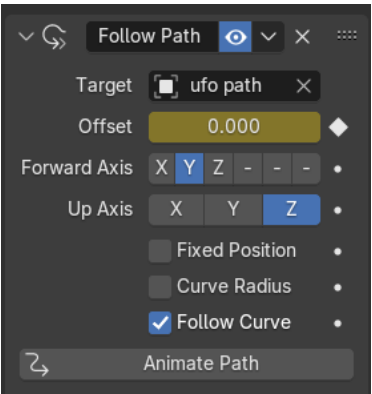 Follow Path
Target ufo path
Offset 0.000
Forward Axis X Y Z - - -
Up Axis X Y Z
Fixed Position
Curve Radius
Follow Curve
Animate Path